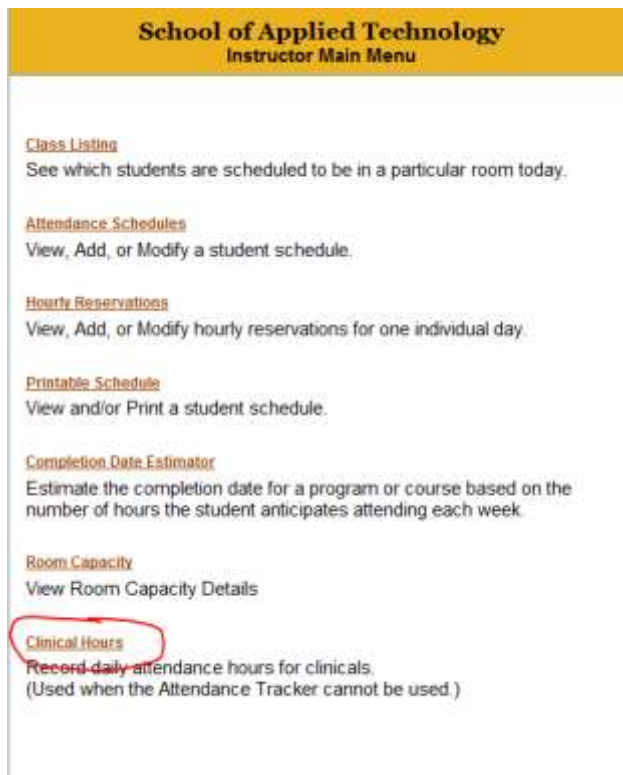 School of Applied Technology
Instructor Main Menu
Class Listing
See which students are scheduled to be in a particular room today.
Attendance Schedules
View, Add, or Modify a student schedule.
Hourly Reservations
View, Add, or Modify hourly reservations for one individual day.
Printable Schedule
View and/or Print a student schedule.
Completion Date Estimator
Estimate the completion date for a program or course based on the
number of hours the student anticipates attending each week.
Room Capacity
View Room Capacity Details
Clinical Hours
Record daily attendance hours for clinicals.
(Used when the Attendance Tracker cannot be used.)